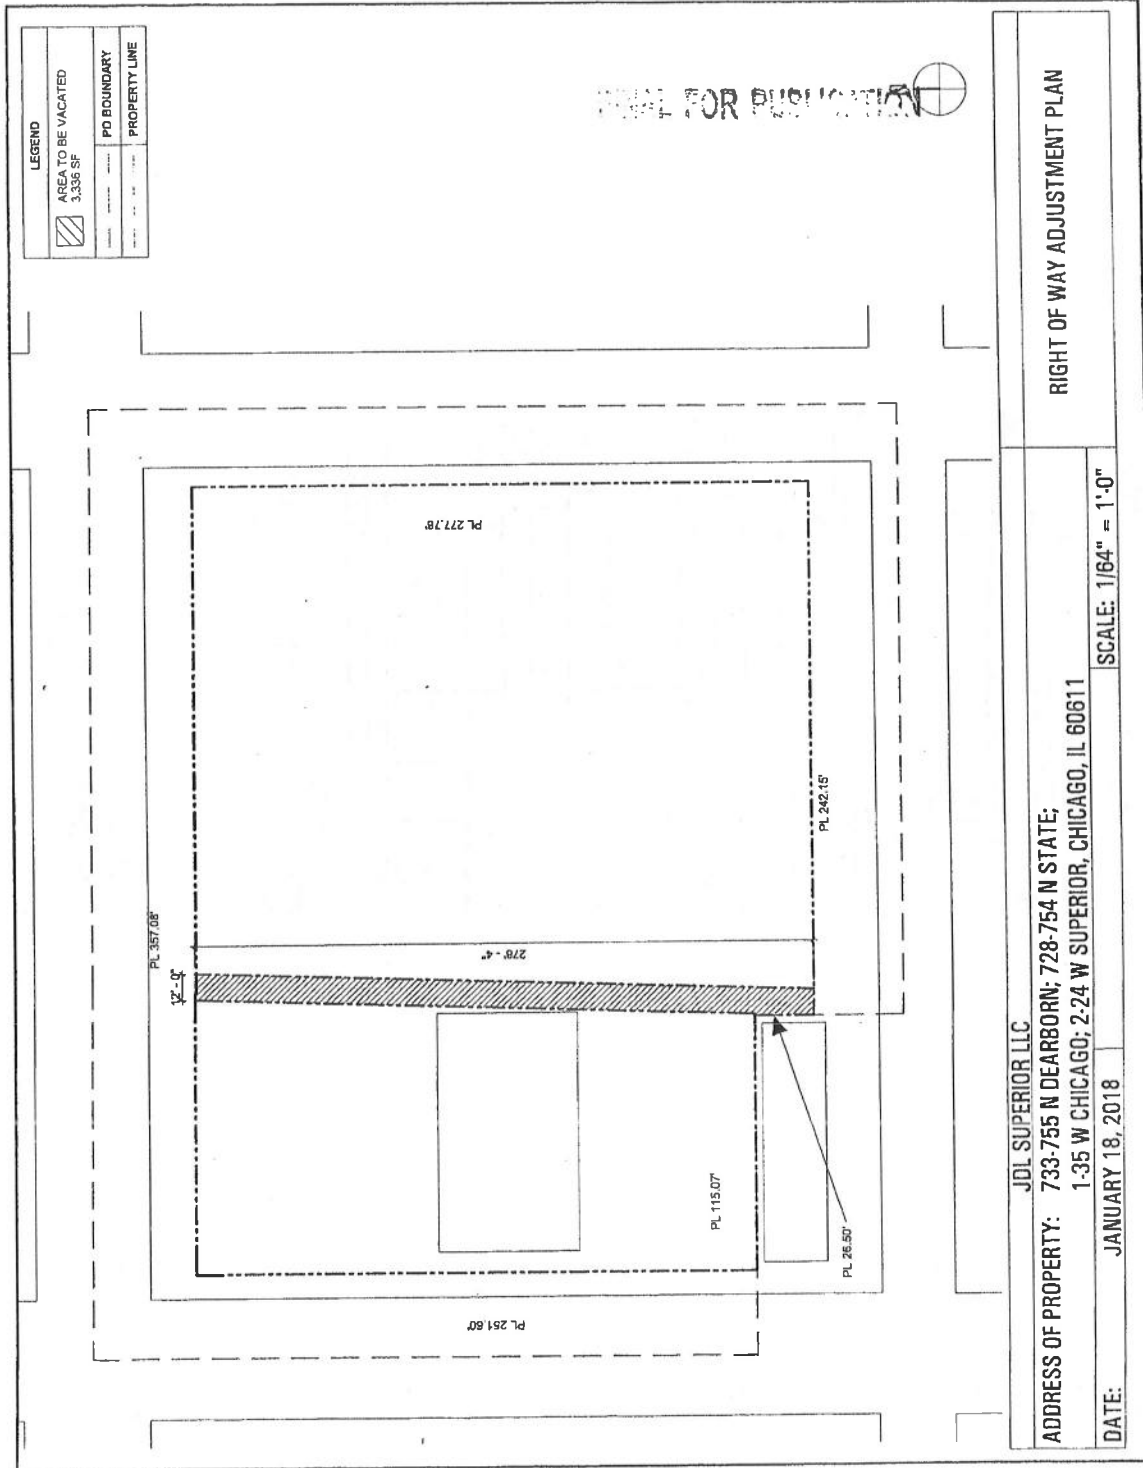 LEGEND
AREA TO BE VACATED
3,336 SF
PD BOUNDARY
PROPERTY LINE
FOR
PL 357.08'
12' - 0"
PL 277.78'
278' - 4"
PL 242.15'
PL 115.07'
PL 26.50'
PL 251.60'
JDL SUPERIOR LLC
ADDRESS OF PROPERTY: 733-755 N DEARBORN; 728-754 N STATE;
1-35 W CHICAGO; 2-24 W SUPERIOR, CHICAGO, IL 60611
DATE: JANUARY 18, 2018
SCALE: 1/64" = 1'-0"
RIGHT OF WAY ADJUSTMENT PLAN